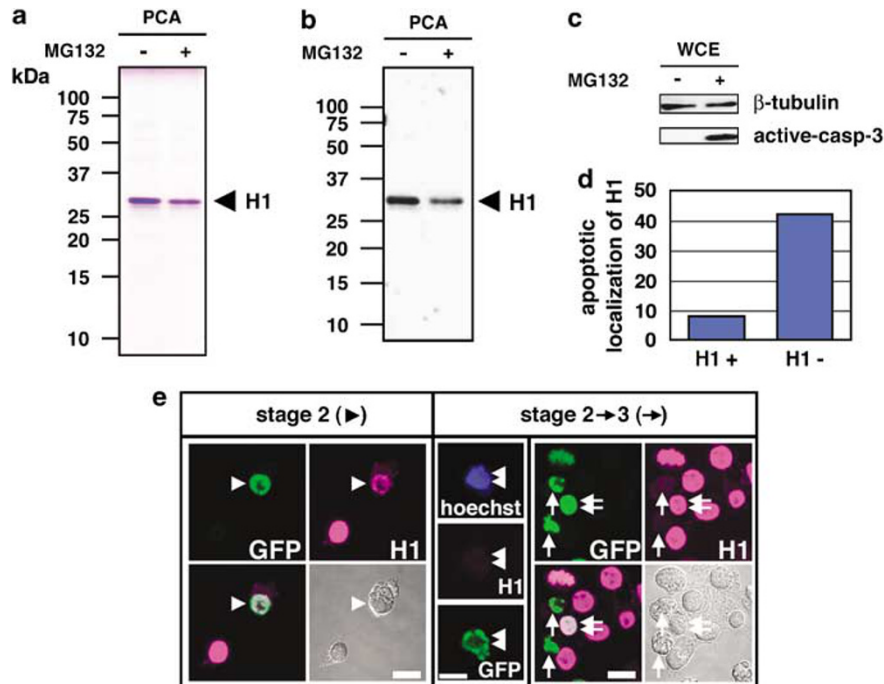 a
PCA
MG132 - +
kDa
100
75
50
37
25
20
15
10
H1
b
PCA
MG132 - +
100
75
50
37
25
20
15
10
H1
c
WCE
- +
MG132
β-tubulin
active-casp-3
d
apoptotic
localization of H1
50
40
30
20
10
0
H1 + H1 -
e
stage 2 (►) stage 2→3 (→)
GFP H1
hoechst
H1
GFP
GFP H1